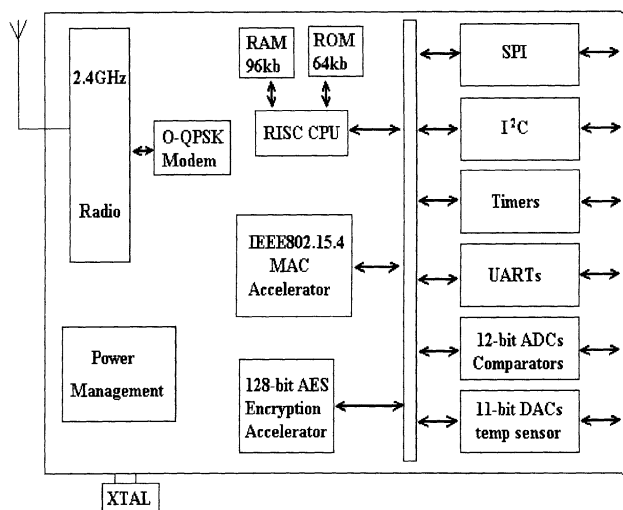 2.4GHz
Radio
O-QPSK
Modem
RAM
96kb
ROM
64kb
RISC CPU
IEEE802.15.4
MAC
Accelerator
128-bit AES
Encryption
Accelerator
Power
Management
XTAL
SPI
I²C
Timers
UARTs
12-bit ADCs
Comparators
11-bit DACs
temp sensor